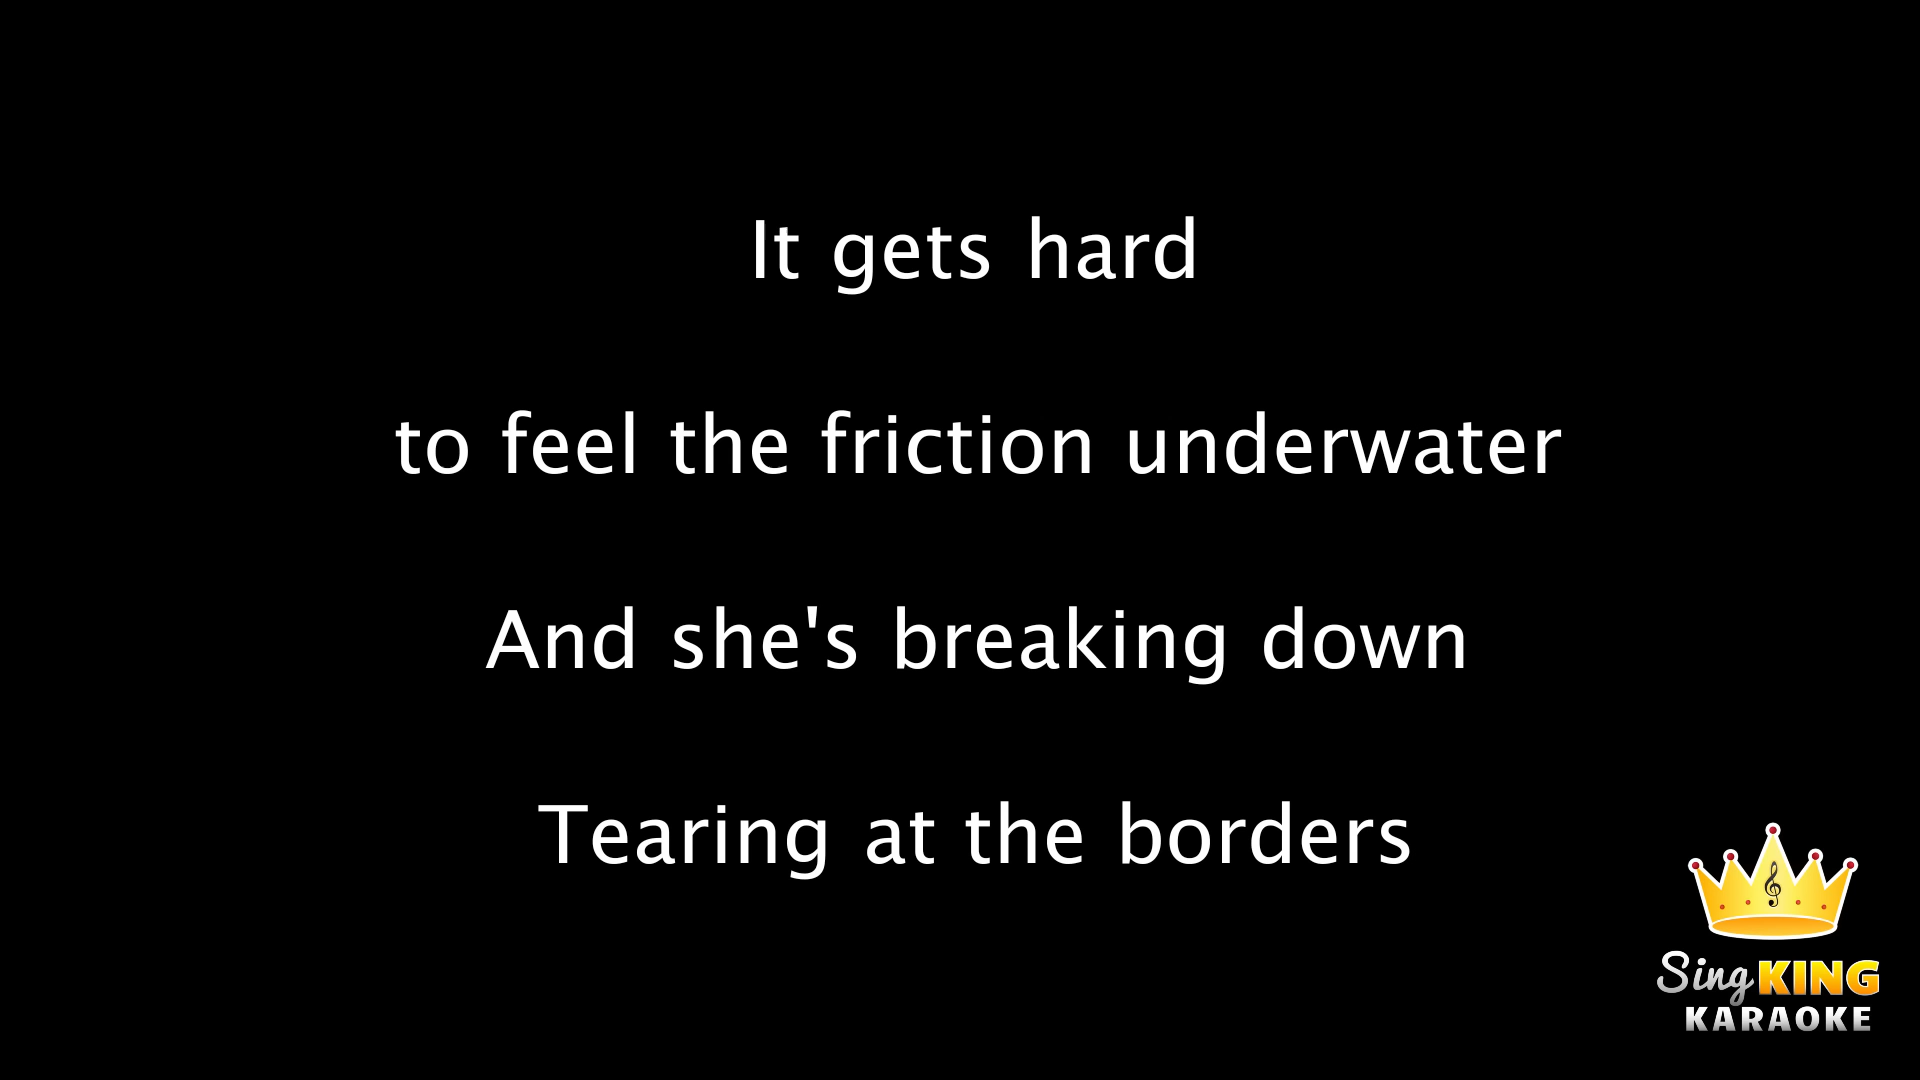 It gets hard
to feel the friction underwater
And she's breaking down
Tearing at the borders
Sing KING
KARAOKE